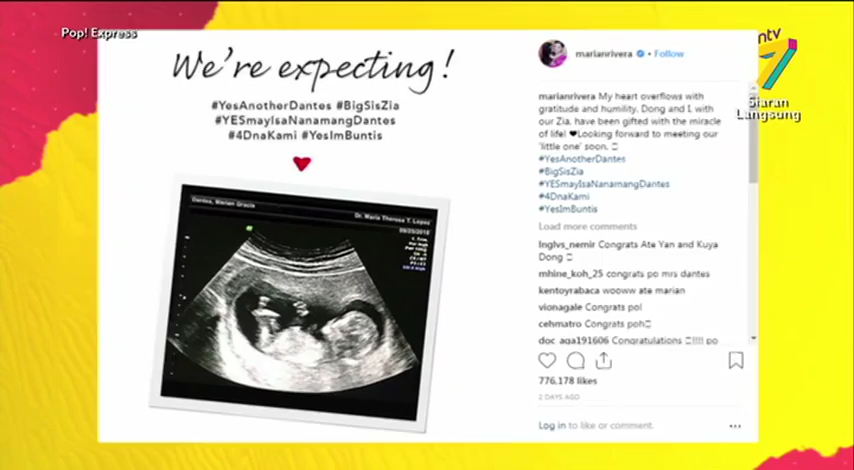 Pop! Express
ntv
7
Siaran
Langsung
We're expecting!
#YesAnotherDantes #BigSisZia
#YESmayIsaNanamangDantes
#4DnaKami #YesImBuntis
Dantes, Marian Gracia
Dr. Maria Theresa T. Lopez
09/25/2018
marianrivera • Follow
marianrivera My heart overflows with
gratitude and humility. Dong and I, with
our Zia, have been gifted with the miracle
of life! ❤Looking forward to meeting our
'little one' soon.
#YesAnotherDantes
#BigSisZia
#YESmayIsaNanamangDantes
#4DnaKami
#YesImBuntis
Load more comments
lnglvs_nemir Congrats Ate Yan and Kuya
Dong
mhine_koh_25 congrats po mrs dantes
kentoyrabaca wooww ate marian
vionagale Congrats po!
cehmatro Congrats poh
doc_aga191606 Congratulations !!!! po
776,178 likes
2 DAYS AGO
Log in to like or comment.